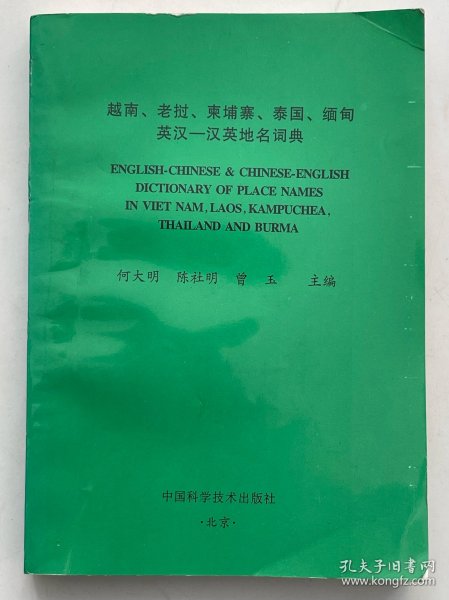 越南、老挝、柬埔寨、泰国、缅甸
英汉—汉英地名词典
ENGLISH-CHINESE & CHINESE-ENGLISH
DICTIONARY OF PLACE NAMES
IN VIET NAM, LAOS, KAMPUCHEA,
THAILAND AND BURMA
何大明 陈社明 曾 玉 主编
中国科学技术出版社
·北京·
孔夫子旧书网
www.kongfz.com